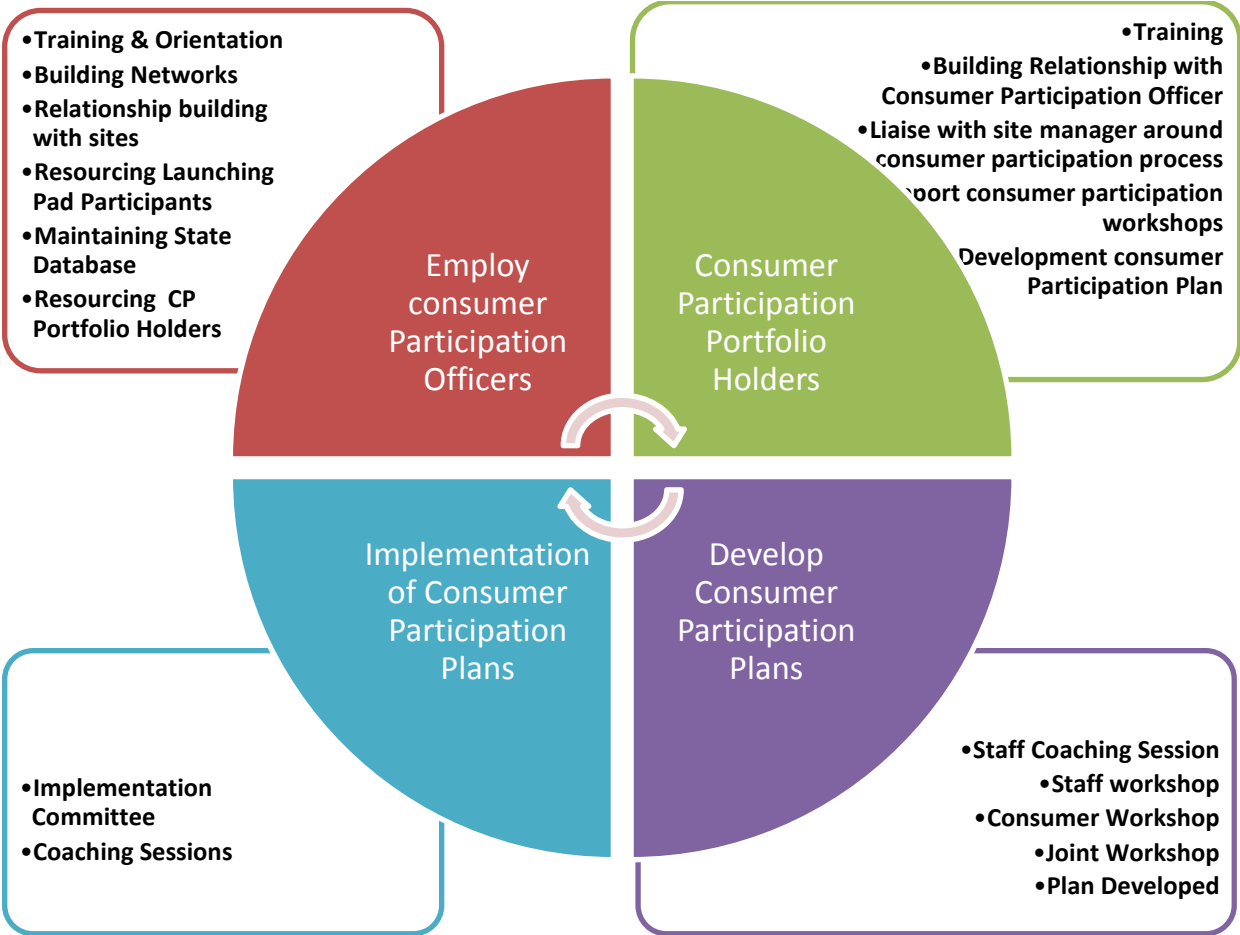 •Training & Orientation
•Building Networks
•Relationship building
with sites
•Resourcing Launching
Pad Participants
•Maintaining State
Database
•Resourcing CP
Portfolio Holders
•Training
•Building Relationship with
Consumer Participation Officer
•Liaise with site manager around
consumer participation process
port consumer participation
workshops
Development consumer
Participation Plan
Employ
consumer
Participation
Officers
Consumer
Participation
Portfolio
Holders
Implementation
of Consumer
Participation
Plans
Develop
Consumer
Participation
Plans
•Implementation
Committee
•Coaching Sessions
•Staff Coaching Session
•Staff workshop
•Consumer Workshop
•Joint Workshop
•Plan Developed